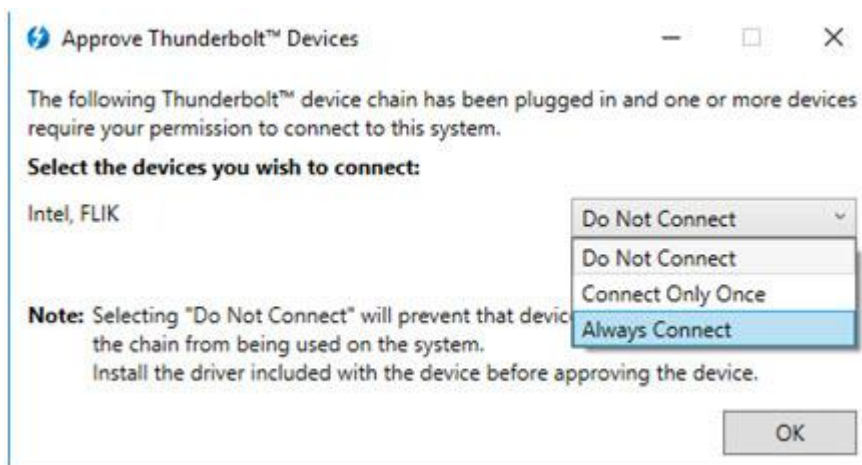 Approve Thunderbolt™ Devices
The following Thunderbolt™ device chain has been plugged in and one or more devices
require your permission to connect to this system.
Select the devices you wish to connect:
Intel, FLIK
Do Not Connect
Do Not Connect
Connect Only Once
Always Connect
Note: Selecting "Do Not Connect" will prevent that
the chain from being used on the system.
Install the driver included with the device before approving the device.
OK